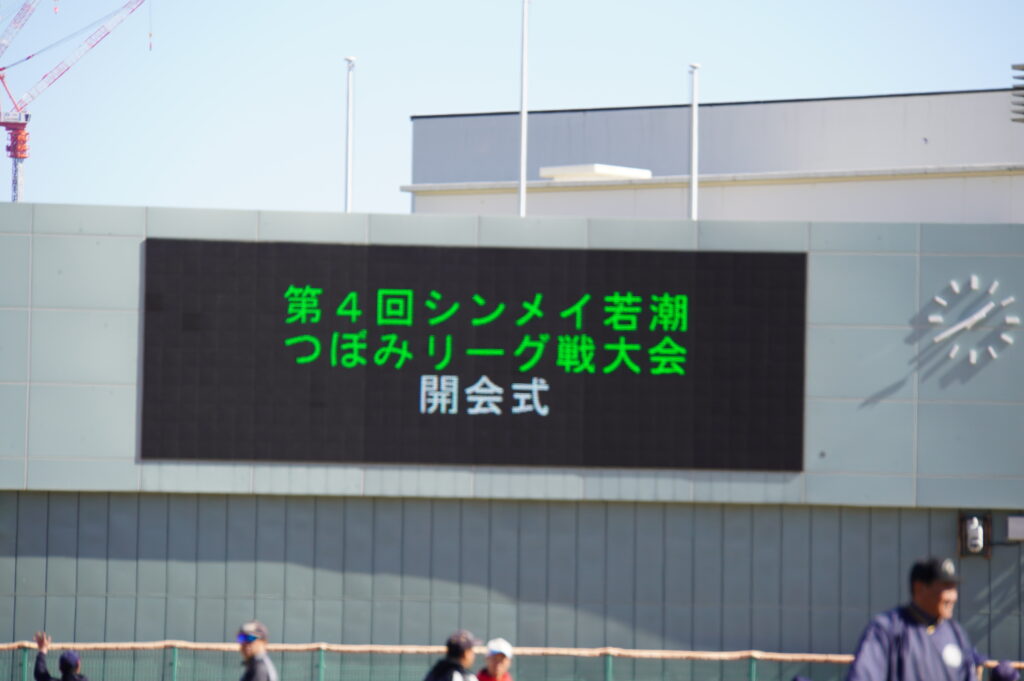 第４回シンメイ若潮
つぼみリーグ戦大会
開会式